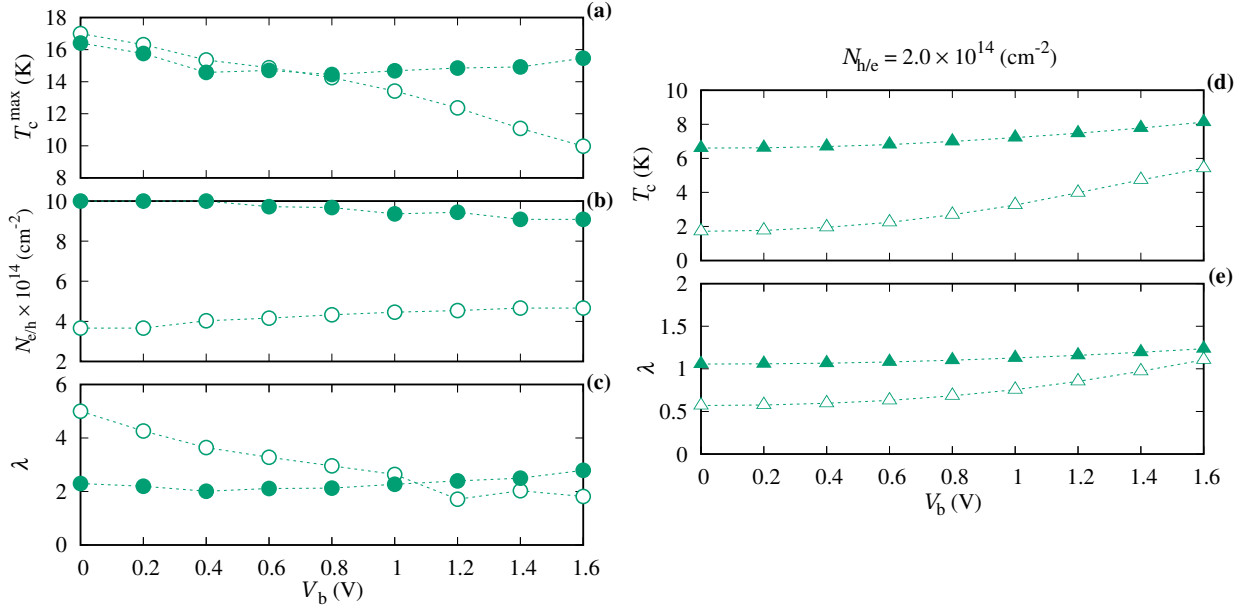 (a)
18
16
14
12
10
8
T_c^max (K)
(b)
10
8
6
4
2
N_e/h × 10^14 (cm^-2)
(c)
6
4
2
0
λ
0 0.2 0.4 0.6 0.8 1 1.2 1.4 1.6
V_b (V)
N_h/e = 2.0 × 10^14 (cm^-2)
(d)
10
8
6
4
2
0
T_c (K)
(e)
2
1.5
1
0.5
0
λ
0 0.2 0.4 0.6 0.8 1 1.2 1.4 1.6
V_b (V)